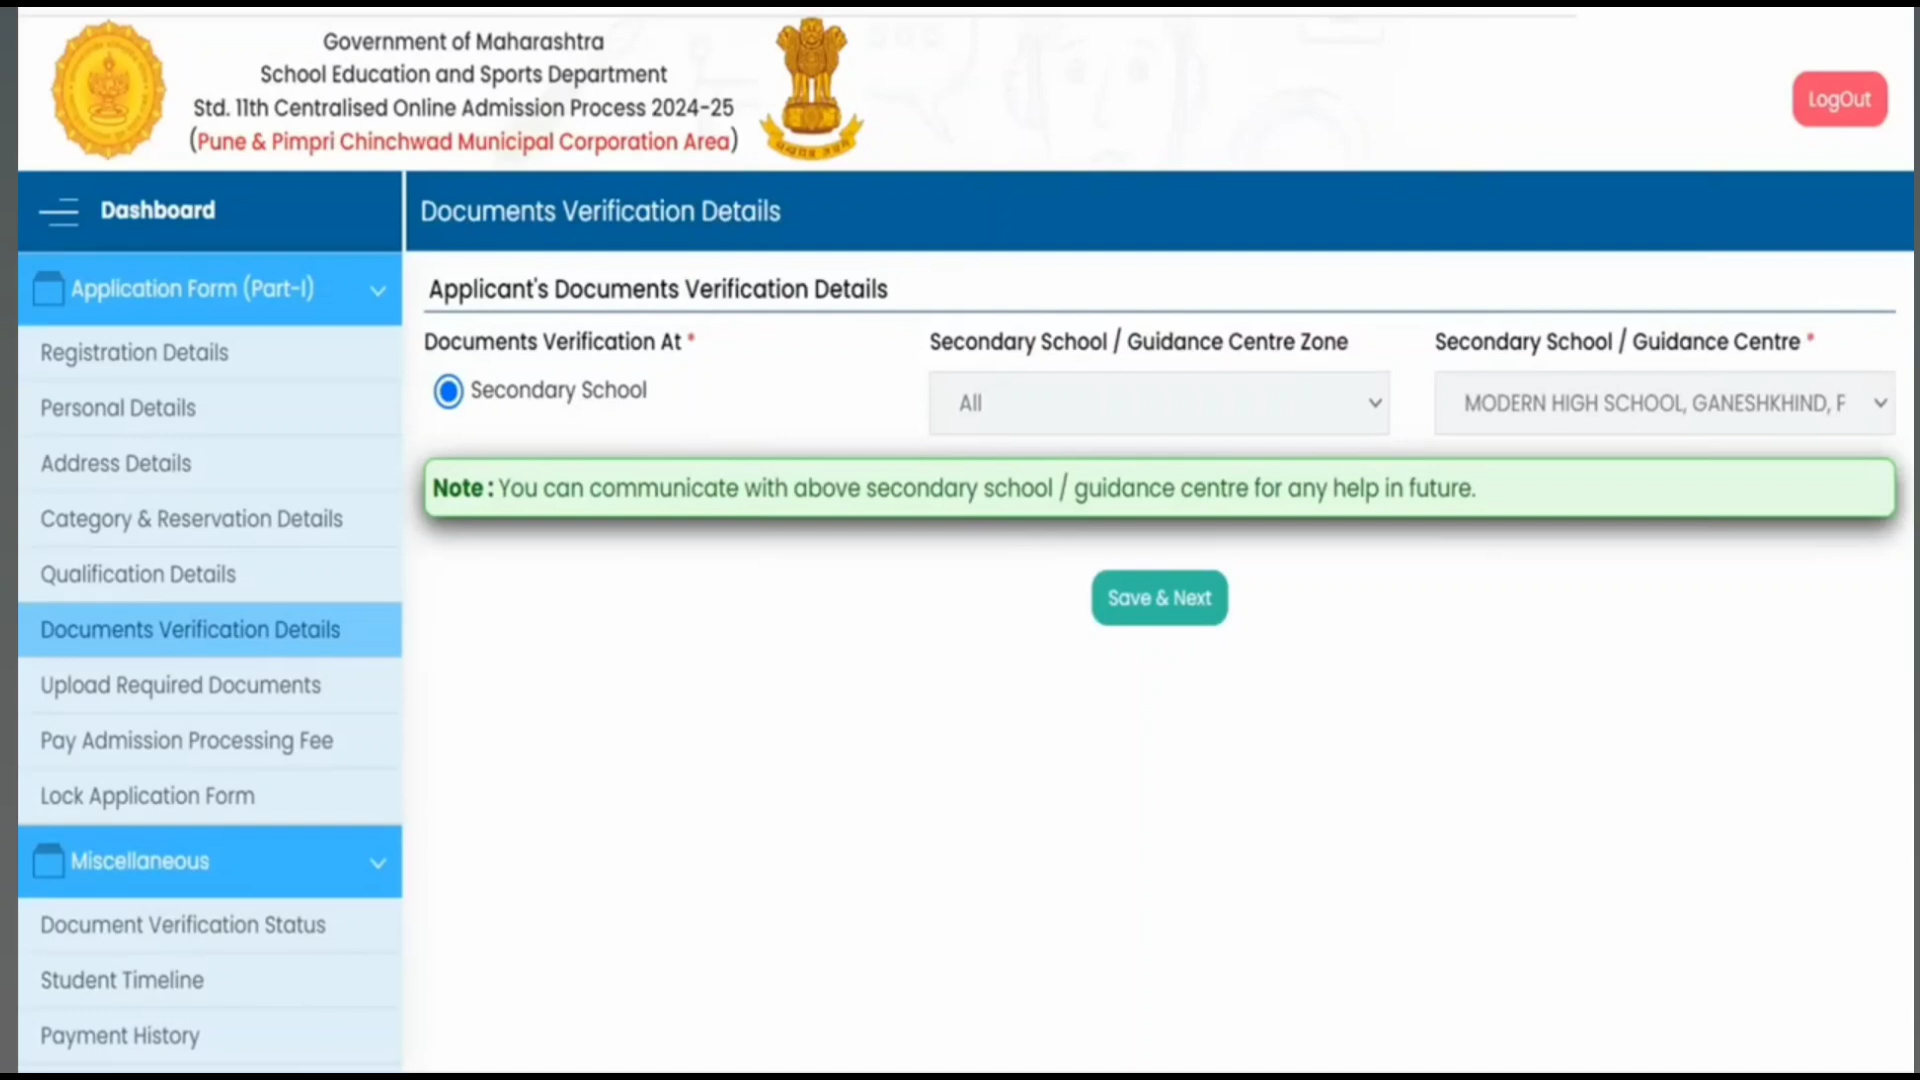 Government of Maharashtra
School Education and Sports Department
Std. 11th Centralised Online Admission Process 2024-25
(Pune & Pimpri Chinchwad Municipal Corporation Area)
LogOut
Dashboard
Documents Verification Details
Application Form (Part-I)
Registration Details
Personal Details
Address Details
Category & Reservation Details
Qualification Details
Documents Verification Details
Upload Required Documents
Pay Admission Processing Fee
Lock Application Form
Miscellaneous
Document Verification Status
Student Timeline
Payment History
Applicant's Documents Verification Details
Documents Verification At *
Secondary School
Secondary School / Guidance Centre Zone
All
Secondary School / Guidance Centre *
MODERN HIGH SCHOOL, GANESHKHIND, P
Note : You can communicate with above secondary school / guidance centre for any help in future.
Save & Next